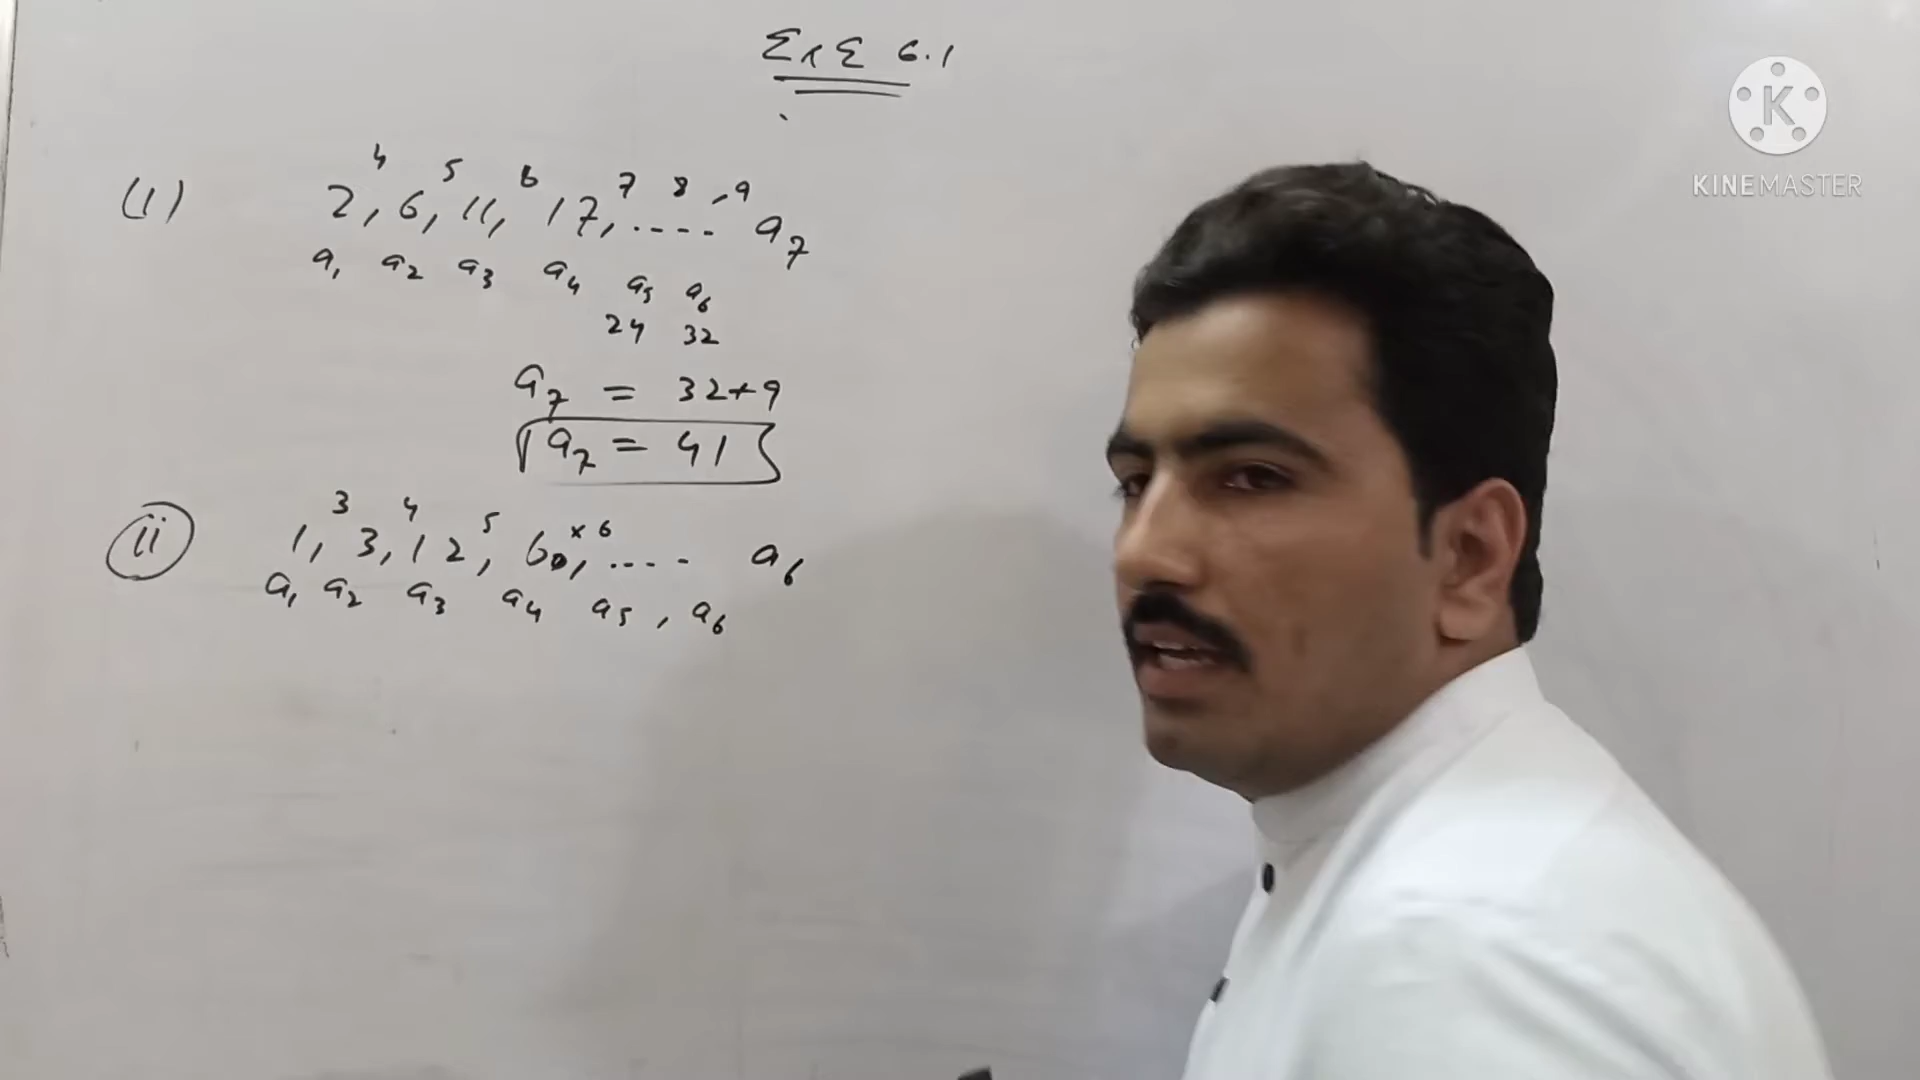 Exe 6.1
4 5 6 7 8 , 9
(i) 2, 6, 11, 17, .... a7
a1 a2 a3 a4 a5 a6
24 32
a7 = 32+9
a7 = 41
3 4 5 × 6
(ii) 1, 3, 12, 60, .... a6
a1 a2 a3 a4 a5 , a6
K
KINEMASTER